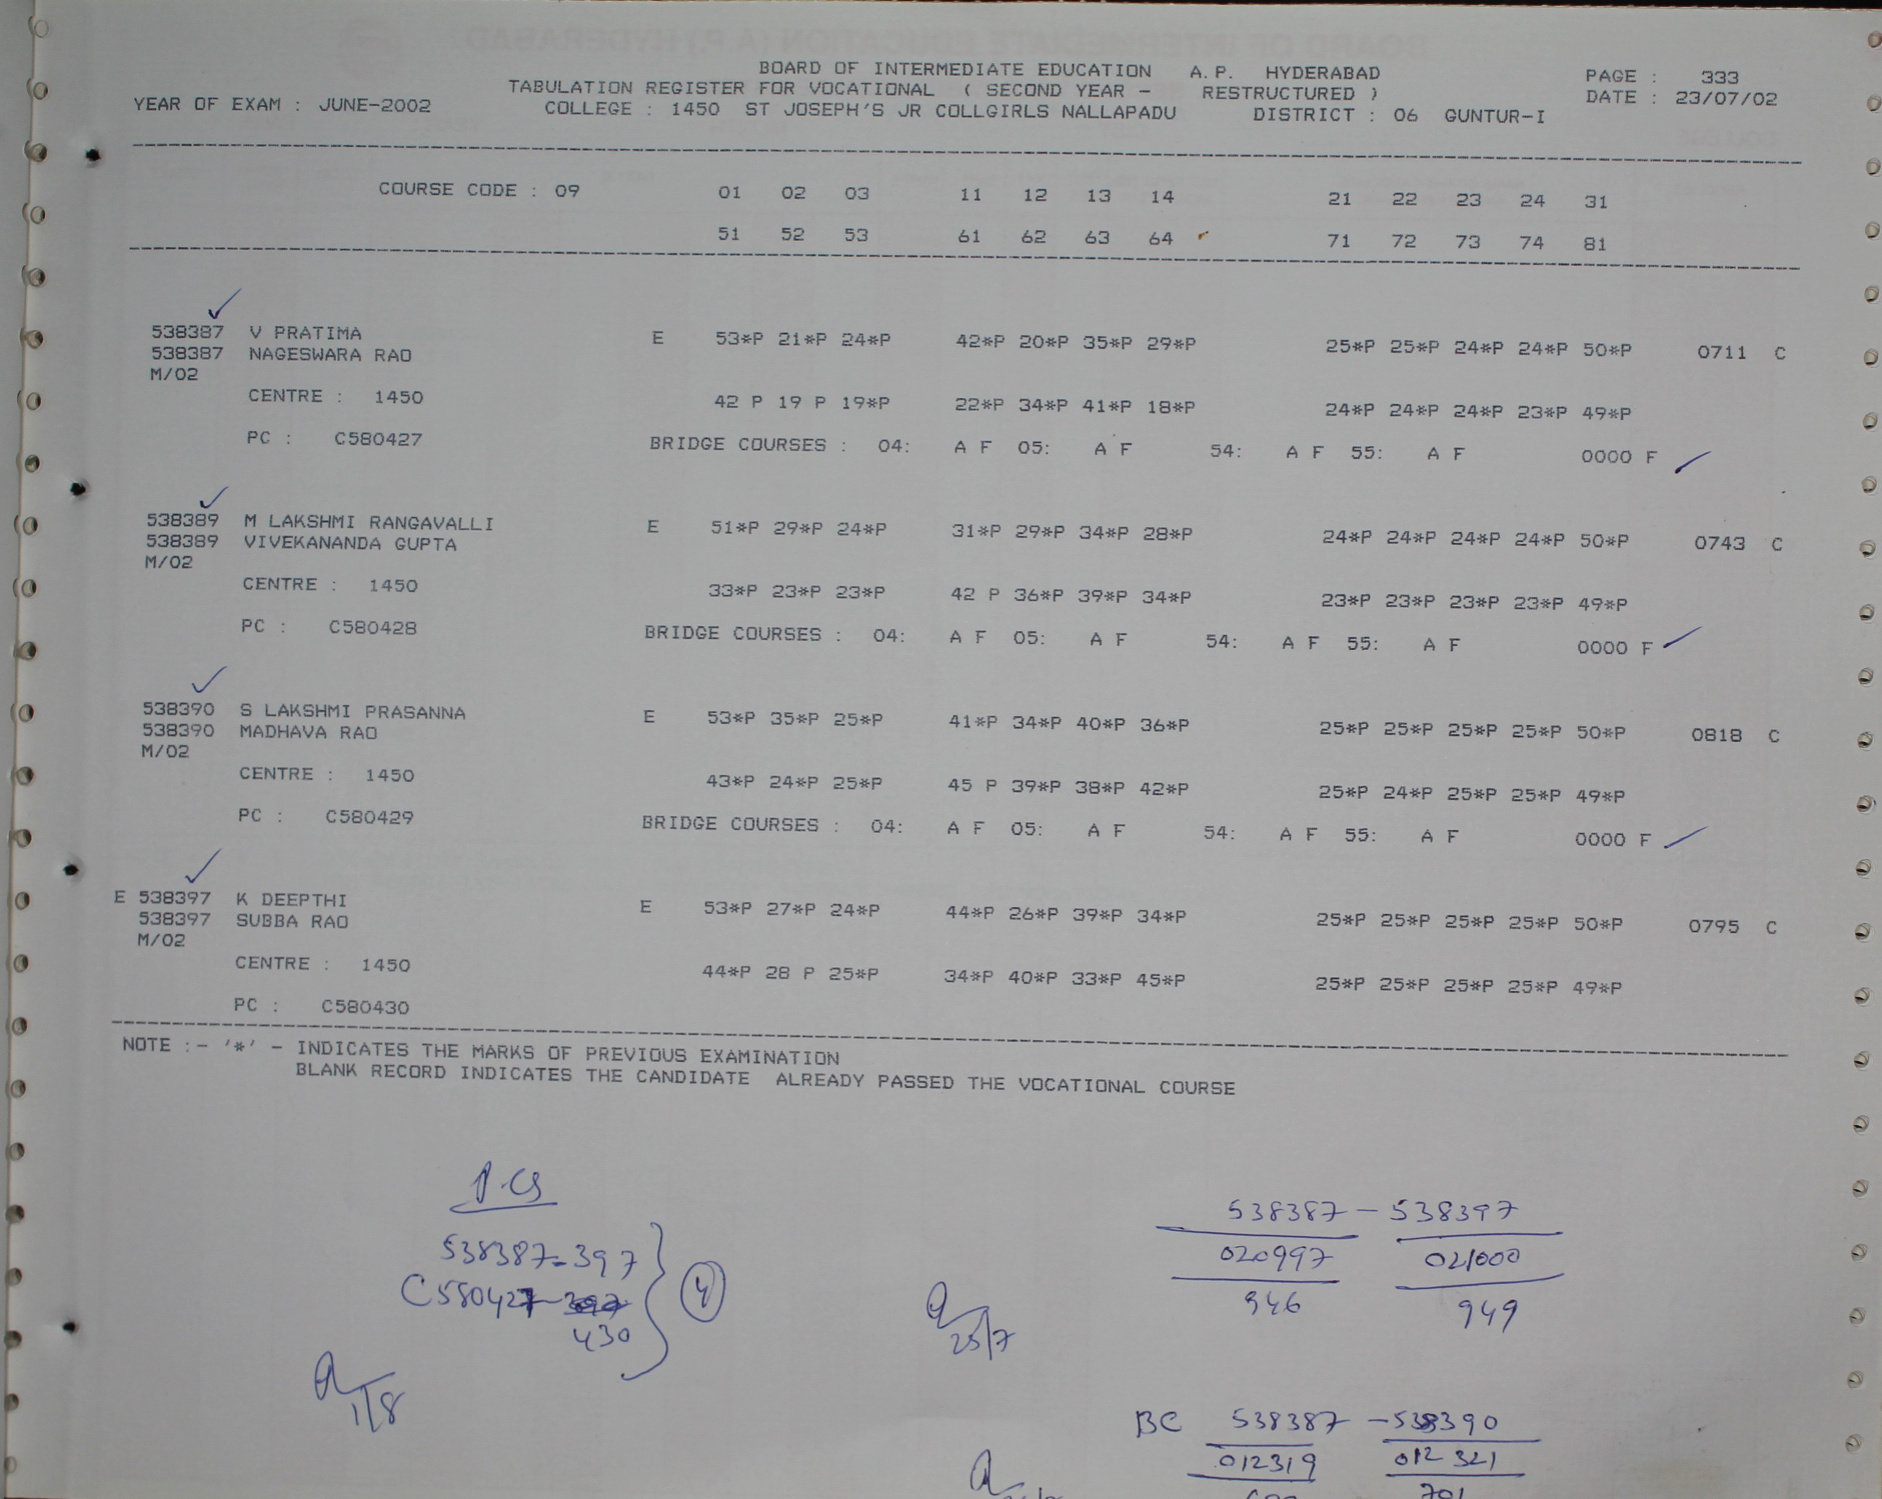 BOARD OF INTERMEDIATE EDUCATION A.P. HYDERABAD PAGE : 333
TABULATION REGISTER FOR VOCATIONAL ( SECOND YEAR - RESTRUCTURED ) DATE : 23/07/02
YEAR OF EXAM : JUNE-2002 COLLEGE : 1450 ST JOSEPH'S JR COLLGIRLS NALLAPADU DISTRICT : 06 GUNTUR-I
COURSE CODE : 09 01 02 03 11 12 13 14 21 22 23 24 31
51 52 53 61 62 63 64 71 72 73 74 81
538387 V PRATIMA E 53*P 21*P 24*P 42*P 20*P 35*P 29*P 25*P 25*P 24*P 24*P 50*P 0711 C
538387 NAGESWARA RAO
M/02
CENTRE : 1450 42 P 19 P 19*P 22*P 34*P 41*P 18*P 24*P 24*P 24*P 23*P 49*P
PC : C580427 BRIDGE COURSES : 04: A F 05: A F 54: A F 55: A F 0000 F
538389 M LAKSHMI RANGAVALLI E 51*P 29*P 24*P 31*P 29*P 34*P 28*P 24*P 24*P 24*P 24*P 50*P 0743 C
538389 VIVEKANANDA GUPTA
M/02
CENTRE : 1450 33*P 23*P 23*P 42 P 36*P 39*P 34*P 23*P 23*P 23*P 23*P 49*P
PC : C580428 BRIDGE COURSES : 04: A F 05: A F 54: A F 55: A F 0000 F
538390 S LAKSHMI PRASANNA E 53*P 35*P 25*P 41*P 34*P 40*P 36*P 25*P 25*P 25*P 25*P 50*P 0818 C
538390 MADHAVA RAO
M/02
CENTRE : 1450 43*P 24*P 25*P 45 P 39*P 38*P 42*P 25*P 24*P 25*P 25*P 49*P
PC : C580429 BRIDGE COURSES : 04: A F 05: A F 54: A F 55: A F 0000 F
E 538397 K DEEPTHI E 53*P 27*P 24*P 44*P 26*P 39*P 34*P 25*P 25*P 25*P 25*P 50*P 0795 C
538397 SUBBA RAO
M/02
CENTRE : 1450 44*P 28 P 25*P 34*P 40*P 33*P 45*P 25*P 25*P 25*P 25*P 49*P
PC : C580430
NOTE :- '*' - INDICATES THE MARKS OF PREVIOUS EXAMINATION
BLANK RECORD INDICATES THE CANDIDATE ALREADY PASSED THE VOCATIONAL COURSE
538387-397
C580427-
430
4
1/8
25/7
538387 - 538397
020997 021000
946 949
BC 538387 - 538390
012319 012321
701